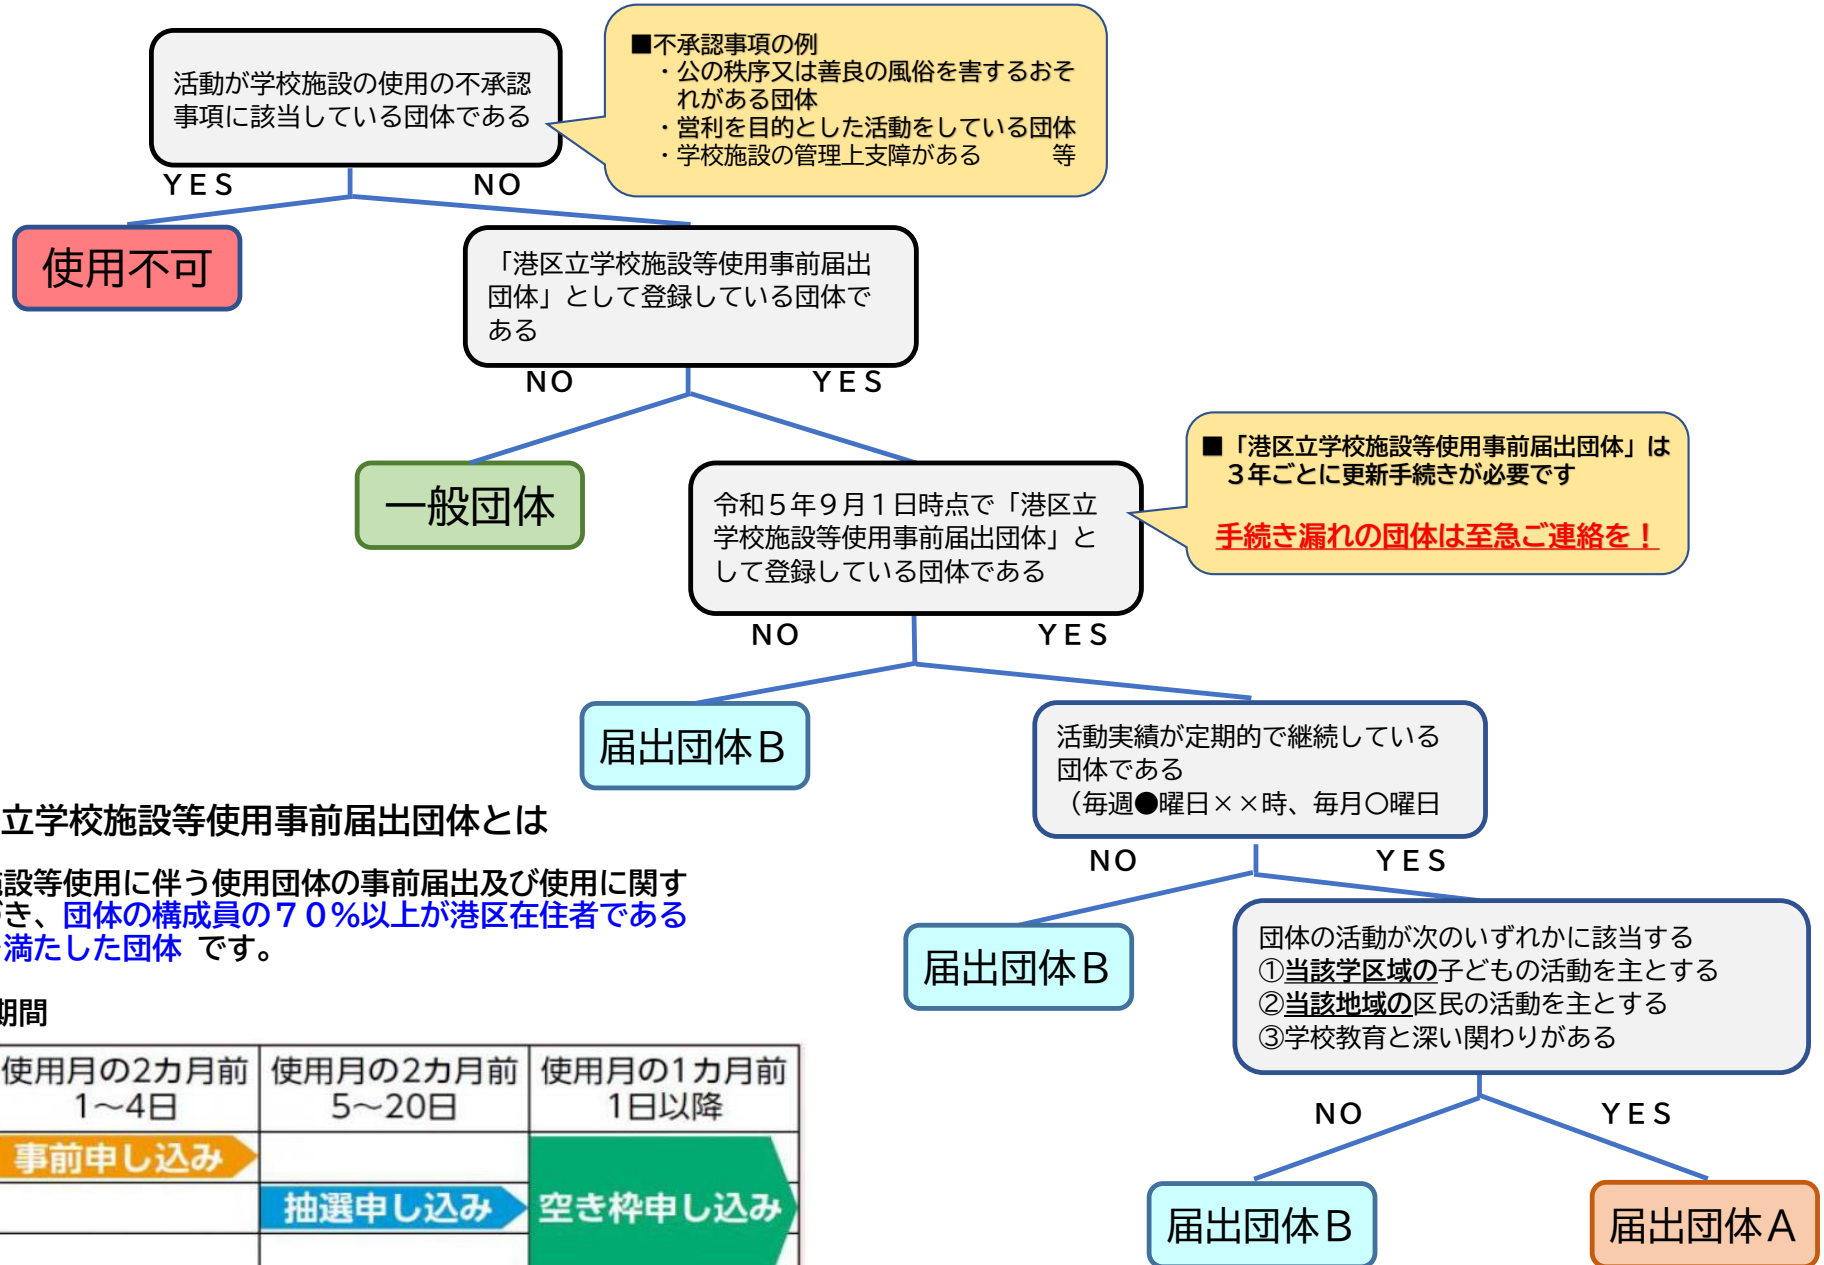 活動が学校施設の使用の不承認
事項に該当している団体である
■不承認事項の例
・公の秩序又は善良の風俗を害するおそ
れがある団体
・営利を目的とした活動をしている団体
・学校施設の管理上支障がある　　　等
ＹＥＳ
ＮＯ
使用不可
「港区立学校施設等使用事前届出
団体」として登録している団体で
ある
ＮＯ
ＹＥＳ
一般団体
■「港区立学校施設等使用事前届出団体」は
３年ごとに更新手続きが必要です
手続き漏れの団体は至急ご連絡を！
令和５年９月１日時点で「港区立
学校施設等使用事前届出団体」と
して登録している団体である
ＮＯ
ＹＥＳ
届出団体Ｂ
活動実績が定期的で継続している
団体である
（毎週●曜日××時、毎月〇曜日
ＮＯ
ＹＥＳ
届出団体Ｂ
団体の活動が次のいずれかに該当する
①当該学区域の子どもの活動を主とする
②当該地域の区民の活動を主とする
③学校教育と深い関わりがある
ＮＯ
ＹＥＳ
届出団体Ｂ
届出団体Ａ
立学校施設等使用事前届出団体とは
設等使用に伴う使用団体の事前届出及び使用に関す
き、団体の構成員の７０％以上が港区在住者である
満たした団体 です。
期間
使用月の2カ月前
1～4日
使用月の2カ月前
5～20日
使用月の1カ月前
1日以降
事前申し込み
抽選申し込み
空き枠申し込み